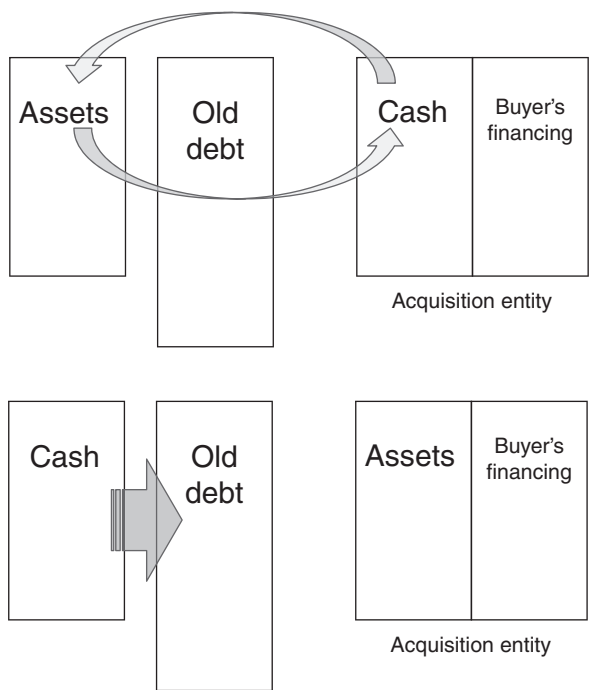 Assets
Old
debt
Cash
Buyer's
financing
Acquisition entity
Cash
Old
debt
Assets
Buyer's
financing
Acquisition entity